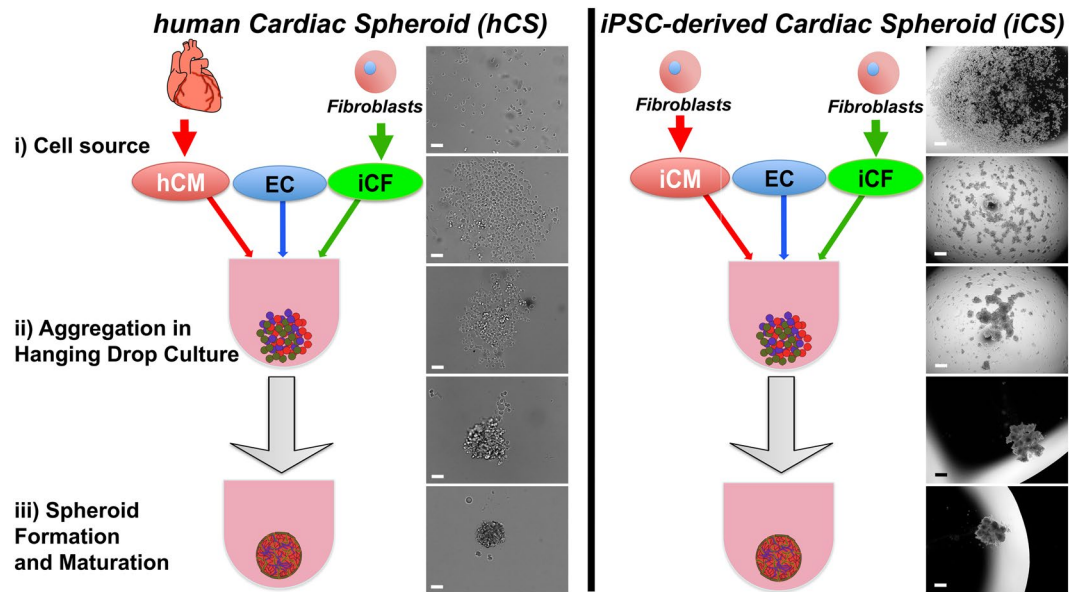 human Cardiac Spheroid (hCS)
Fibroblasts
i) Cell source
hCM
EC
iCF
ii) Aggregation in
Hanging Drop Culture
iii) Spheroid
Formation
and Maturation
iPSC-derived Cardiac Spheroid (iCS)
Fibroblasts
Fibroblasts
iCM
EC
iCF